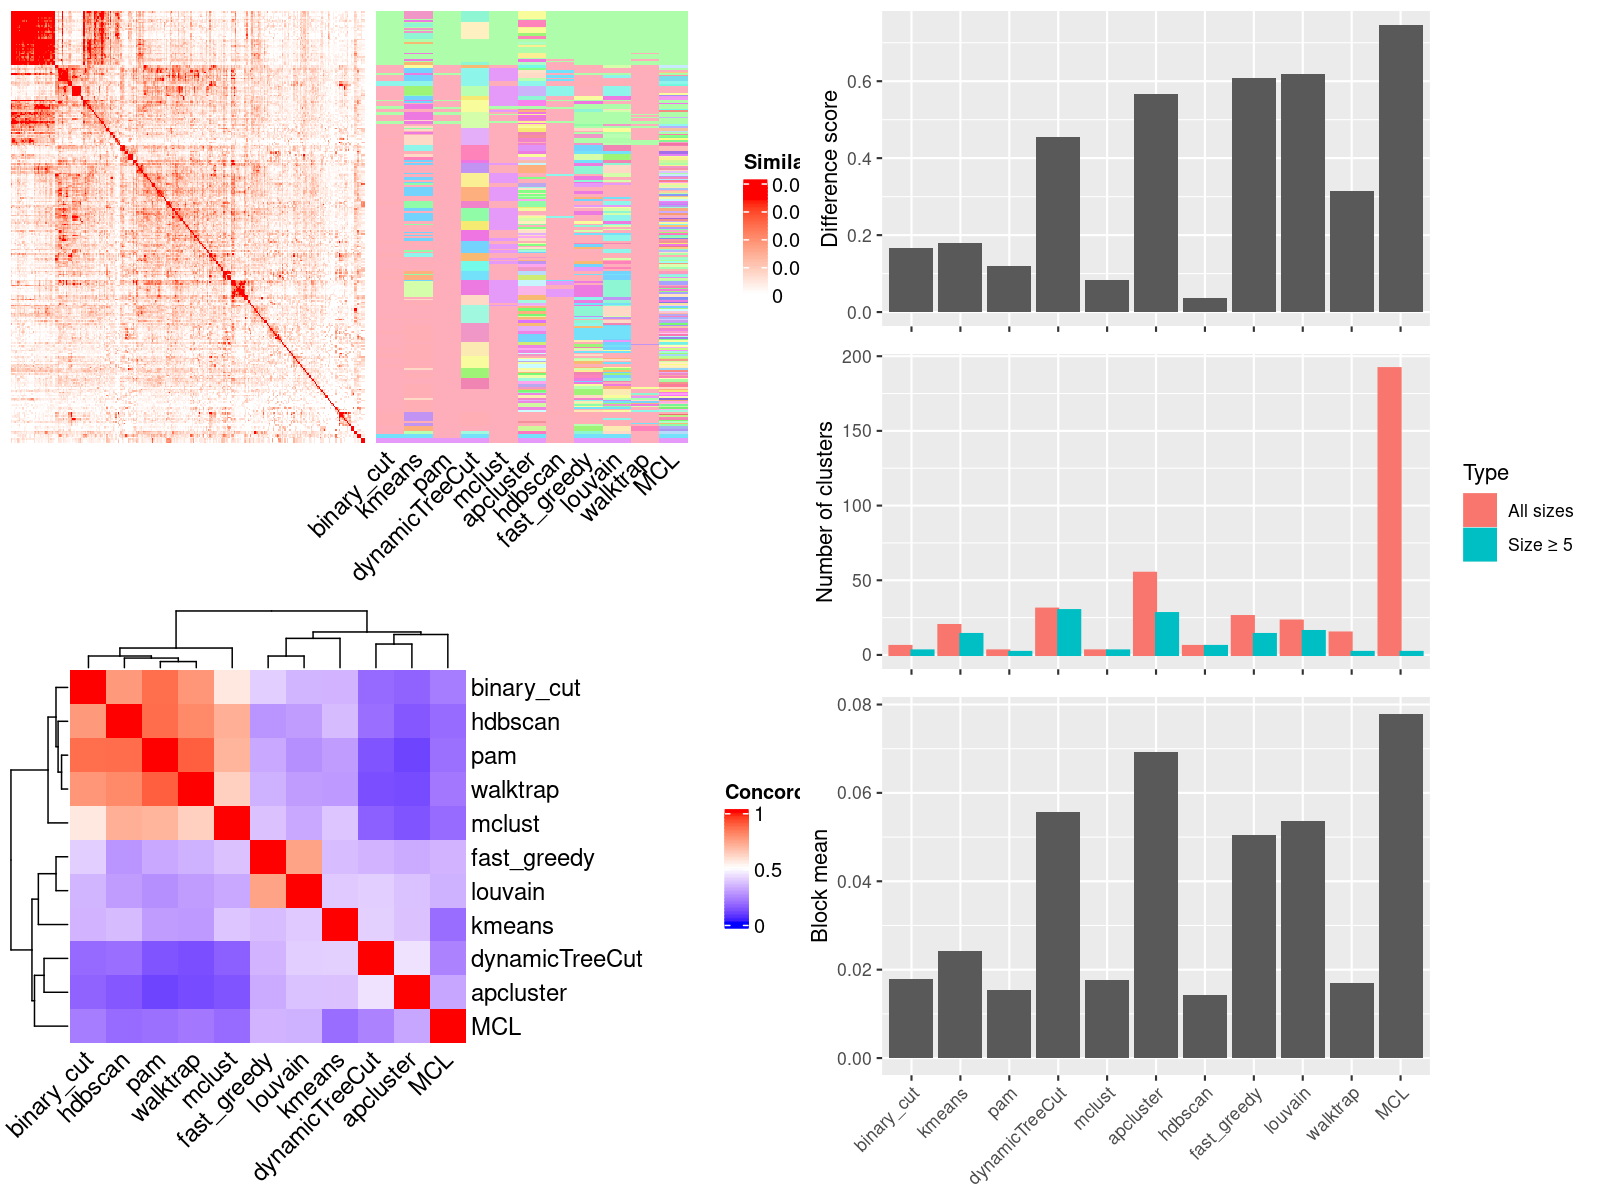 Simila
0.0
0.0
0.0
0.0
0
binary_cut
kmeans
pam
dynamicTreeCut
mclust
apcluster
hdbscan
fast_greedy
louvain
walktrap
MCL
binary_cut
hdbscan
pam
walktrap
mclust
fast_greedy
louvain
kmeans
dynamicTreeCut
apcluster
MCL
binary_cut
hdbscan
pam
walktrap
mclust
fast_greedy
louvain
kmeans
dynamicTreeCut
apcluster
MCL
Concord
1
0.5
0
Difference score
0.6
0.4
0.2
0.0
Number of clusters
200
150
100
50
0
Type
All sizes
Size ≥ 5
Block mean
0.08
0.06
0.04
0.02
0.00
binary_cut
kmeans
pam
dynamicTreeCut
mclust
apcluster
hdbscan
fast_greedy
louvain
walktrap
MCL